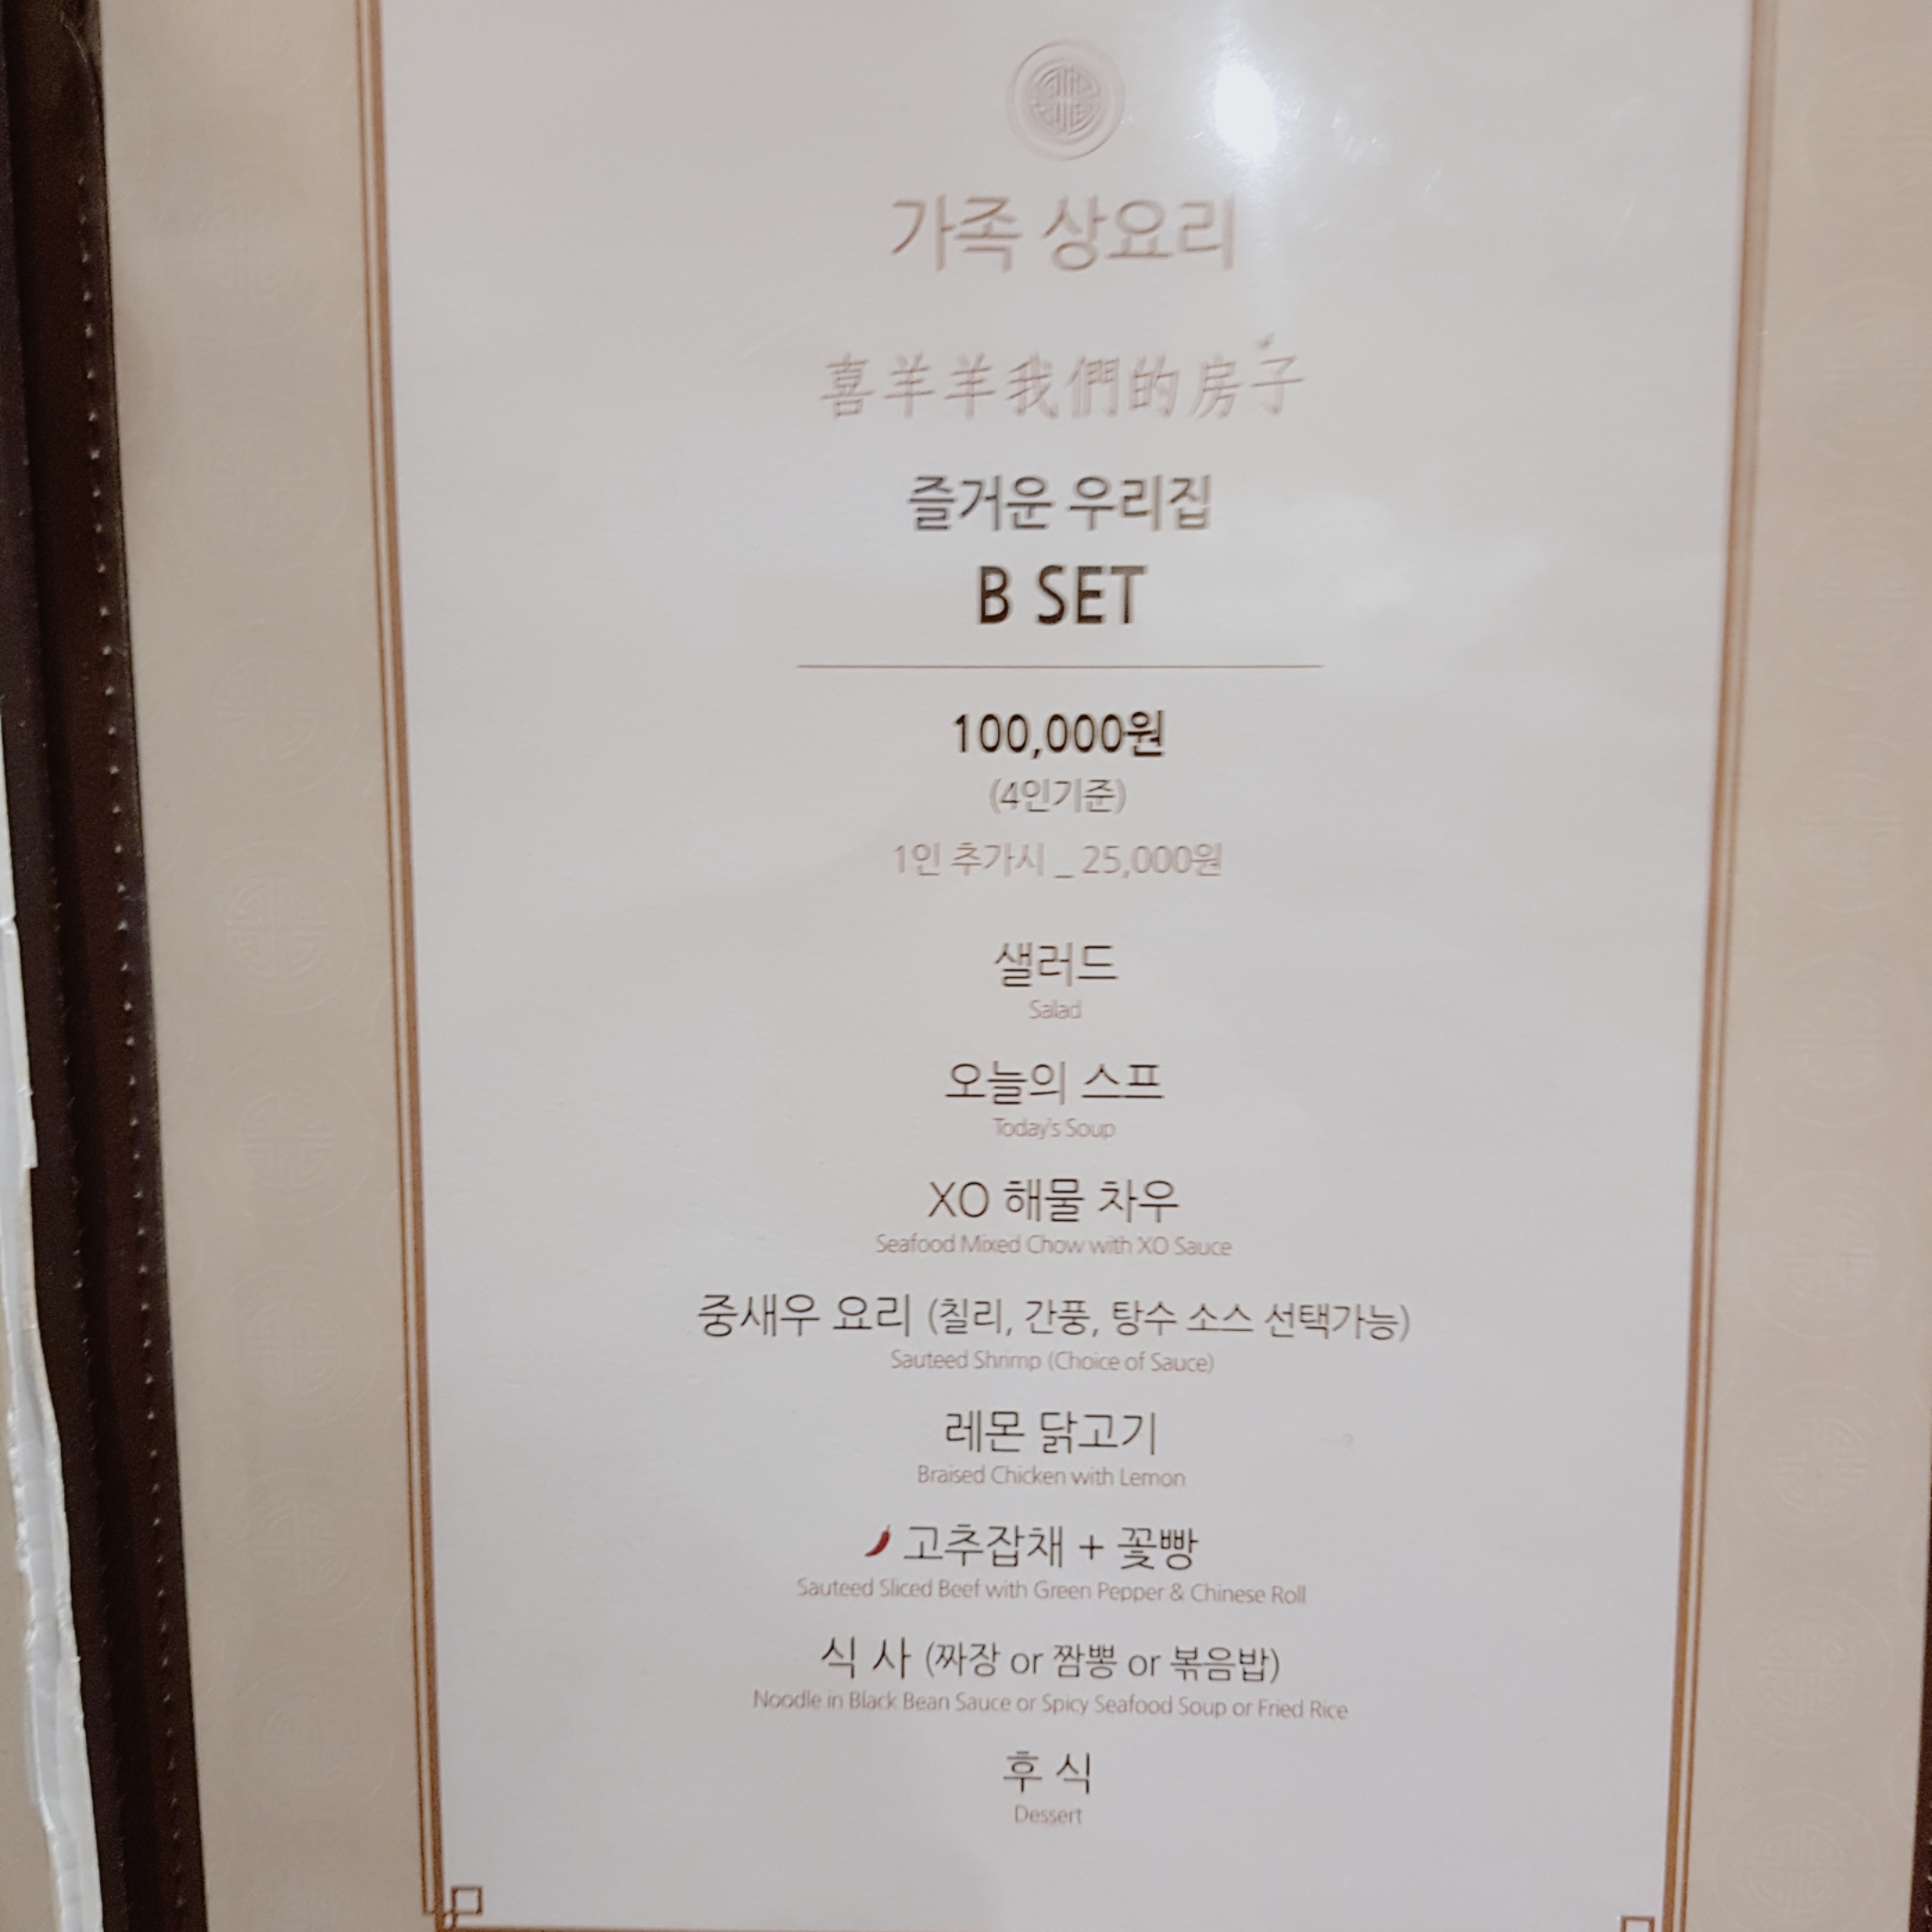 가족 상요리
喜羊羊我們的房子
즐거운 우리집
B SET
100,000원
(4인기준)
1인 추가시 _ 25,000원
샐러드
Salad
오늘의 스프
Today's Soup
XO 해물 차우
Seafood Mixed Chow with XO Sauce
중새우 요리 (칠리, 간풍, 탕수 소스 선택가능)
Sauteed Shrimp (Choice of Sauce)
레몬 닭고기
Braised Chicken with Lemon
고추잡채 + 꽃빵
Sauteed Sliced Beef with Green Pepper & Chinese Roll
식 사 (짜장 or 짬뽕 or 볶음밥)
Noodle in Black Bean Sauce or Spicy Seafood Soup or Fried Rice
후 식
Dessert